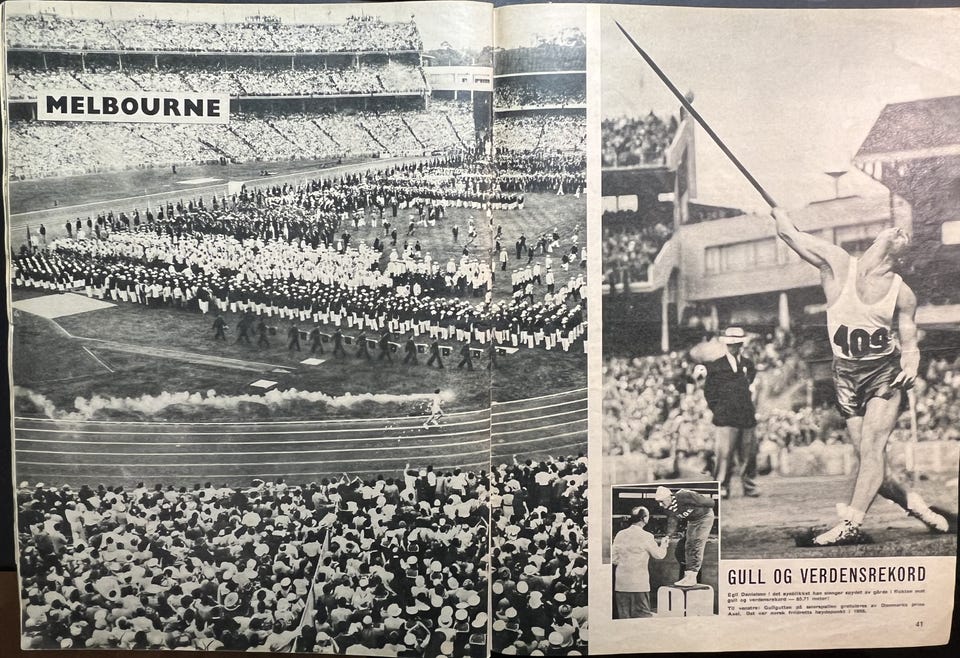 MELBOURNE
409
GULL OG VERDENSREKORD
Egil Danielsen i det øyeblikket han slenger spydet av gårde i flukten mot
gull og verdensrekord — 85,71 meter!
Til venstre: Gullgutten på seierspallen gratuleres av Danmarks prins
Axel. Det var norsk friidretts høydepunkt i 1956.
41